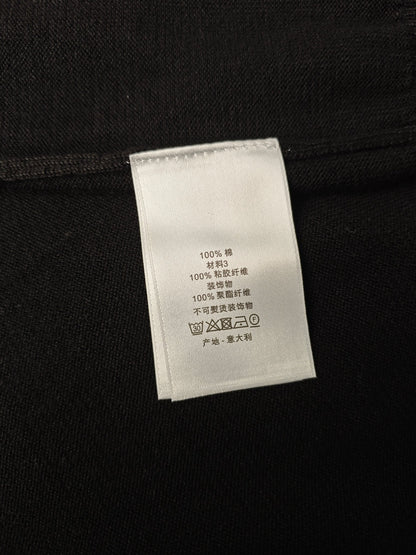 100% 棉
材料3
100% 粘胶纤维
装饰物
100% 聚酯纤维
不可熨烫装饰物
30 F
产地 - 意大利